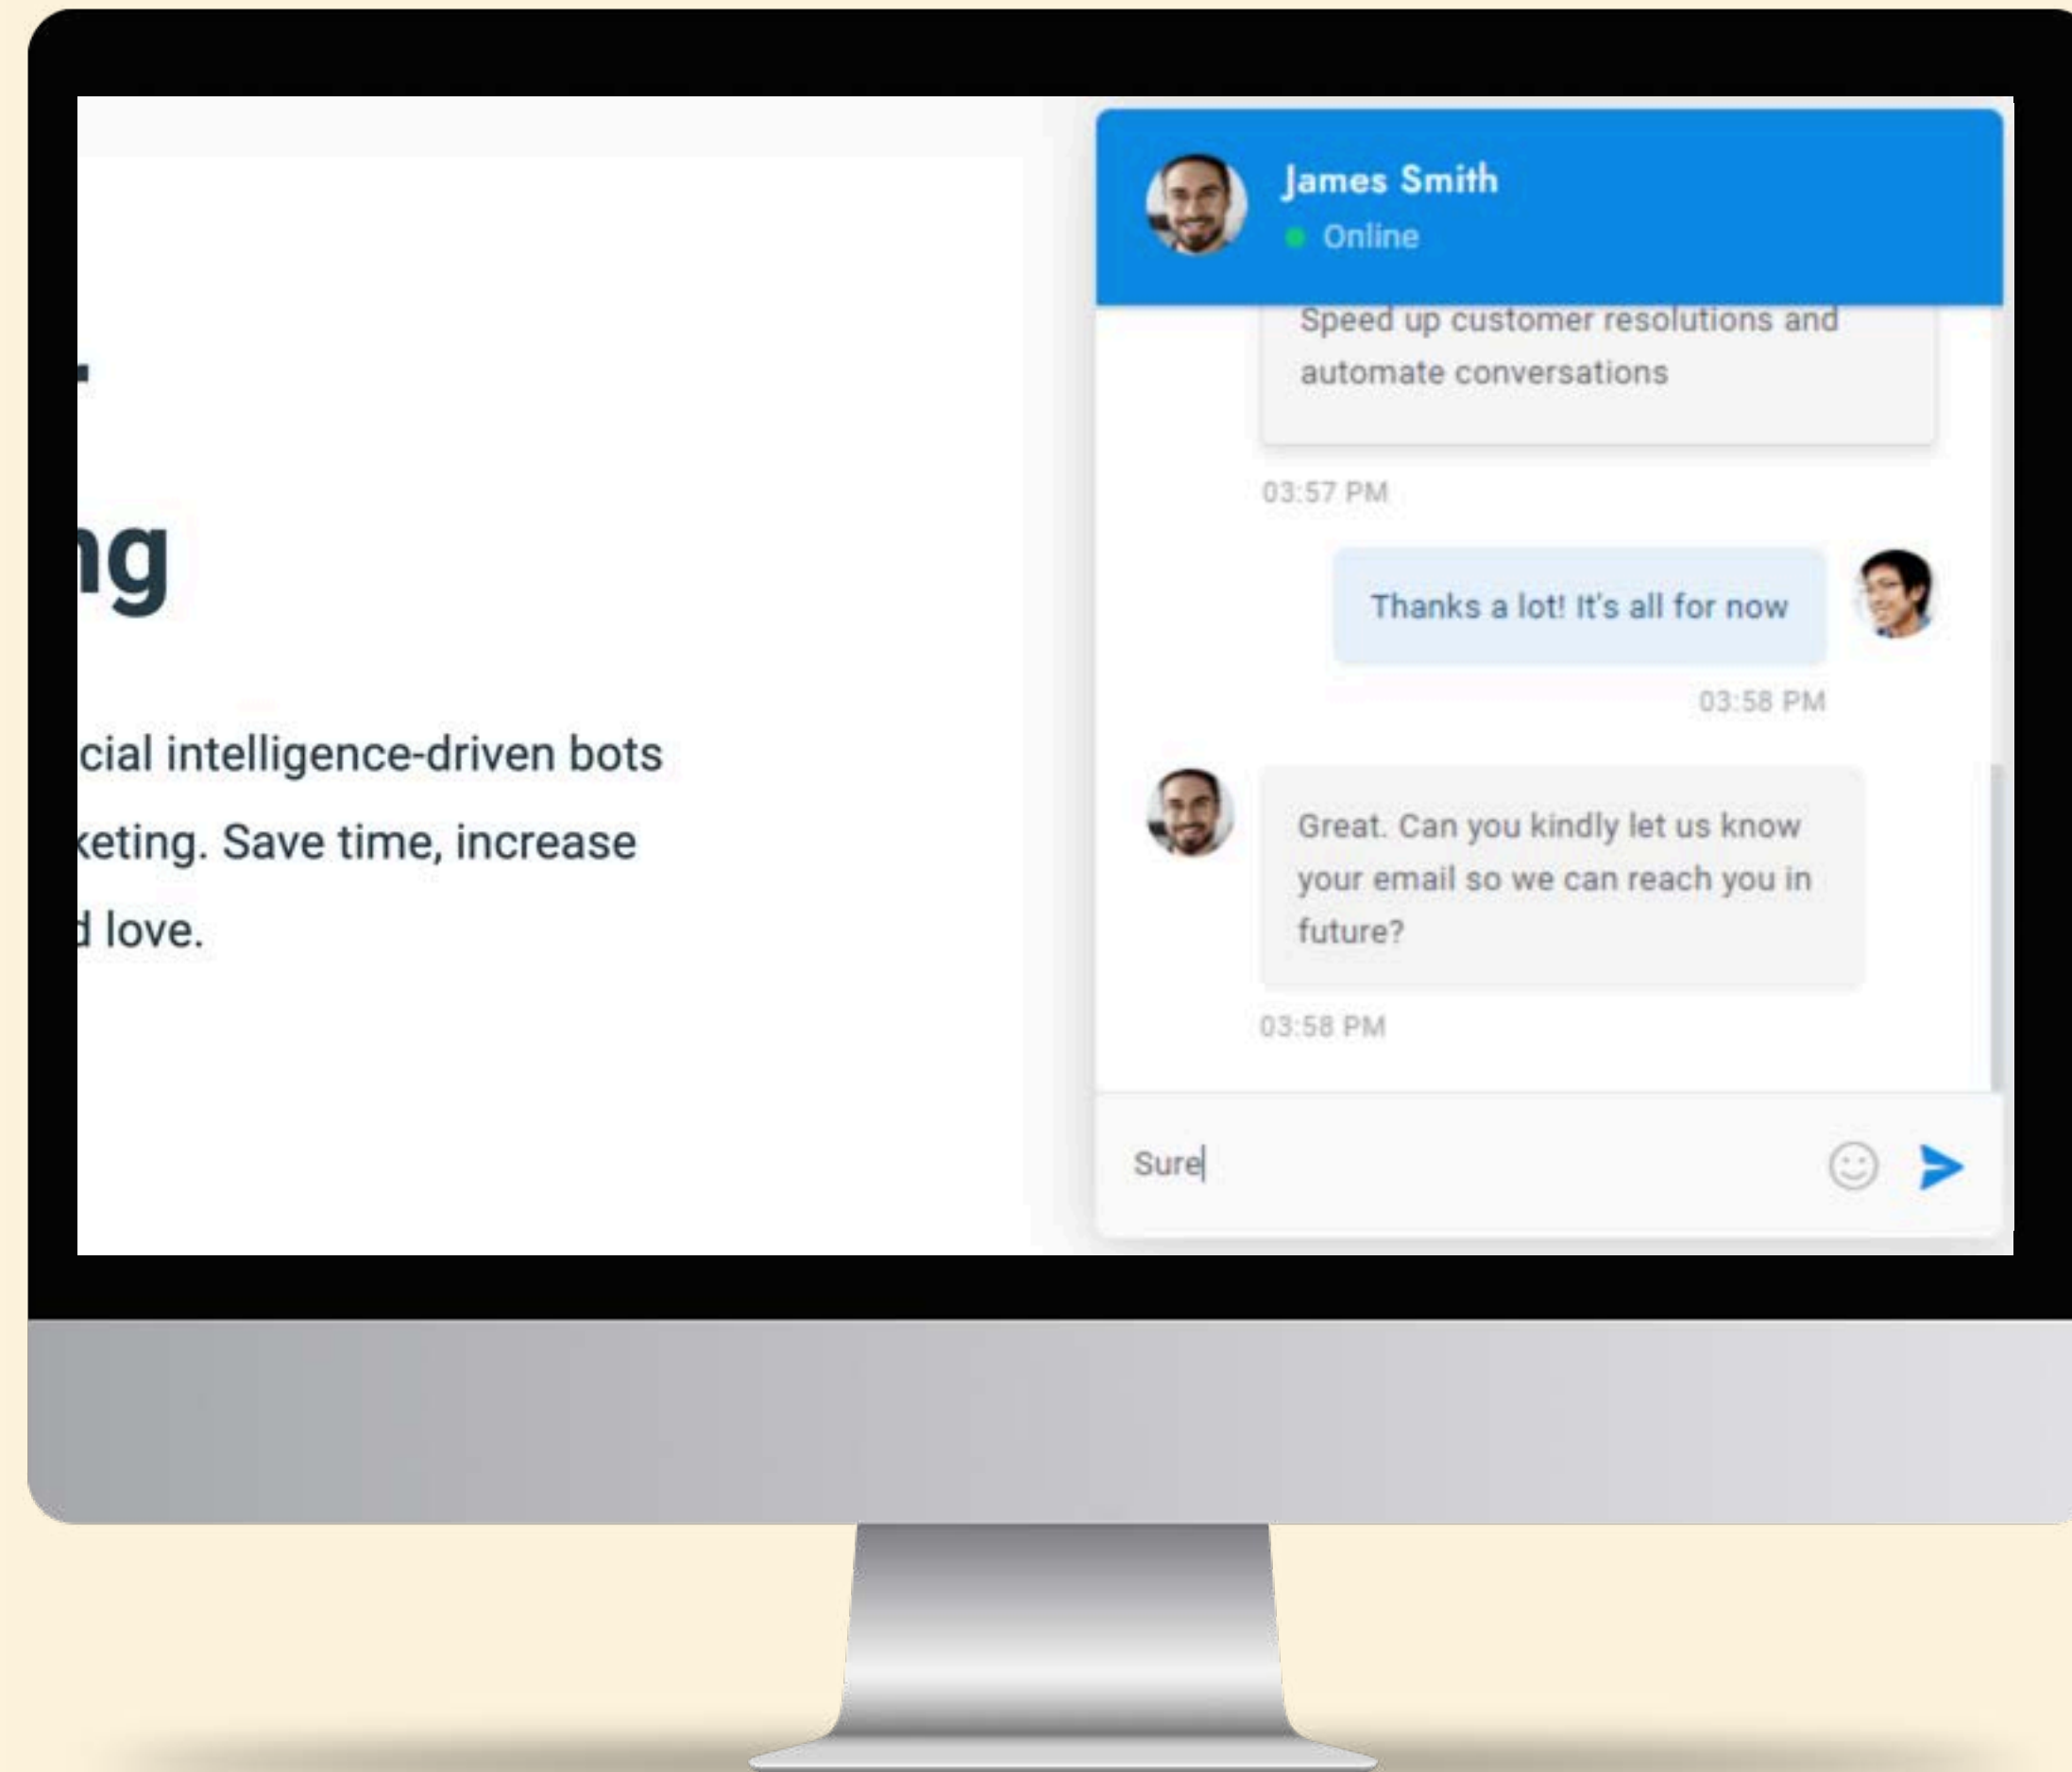 ng
cial intelligence-driven bots
keting. Save time, increase
d love.
James Smith
Online
Speed up customer resolutions and
automate conversations
03:57 PM
Thanks a lot! It's all for now
03:58 PM
Great. Can you kindly let us know
your email so we can reach you in
future?
03:58 PM
Sure